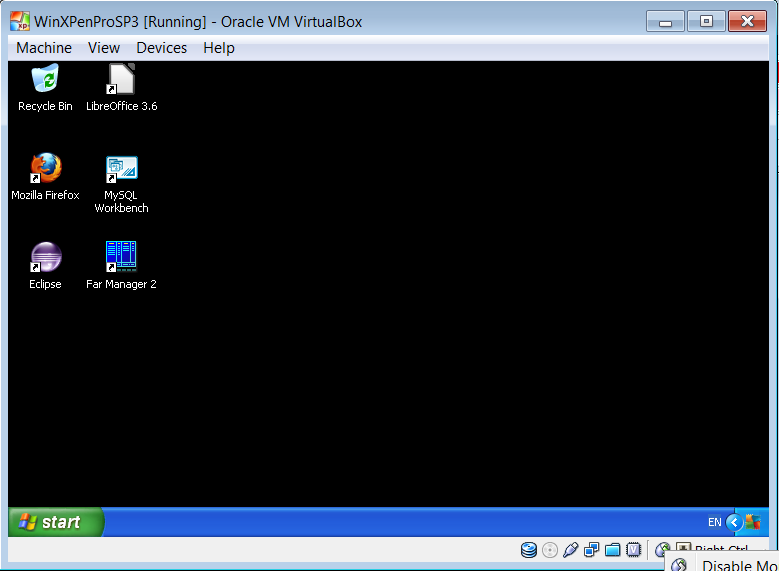 WinXPenProSP3 [Running] - Oracle VM VirtualBox
Machine View Devices Help
Recycle Bin
LibreOffice 3.6
Mozilla Firefox
MySQL
Workbench
Eclipse
Far Manager 2
start
EN
Right Ctrl
Disable Mo